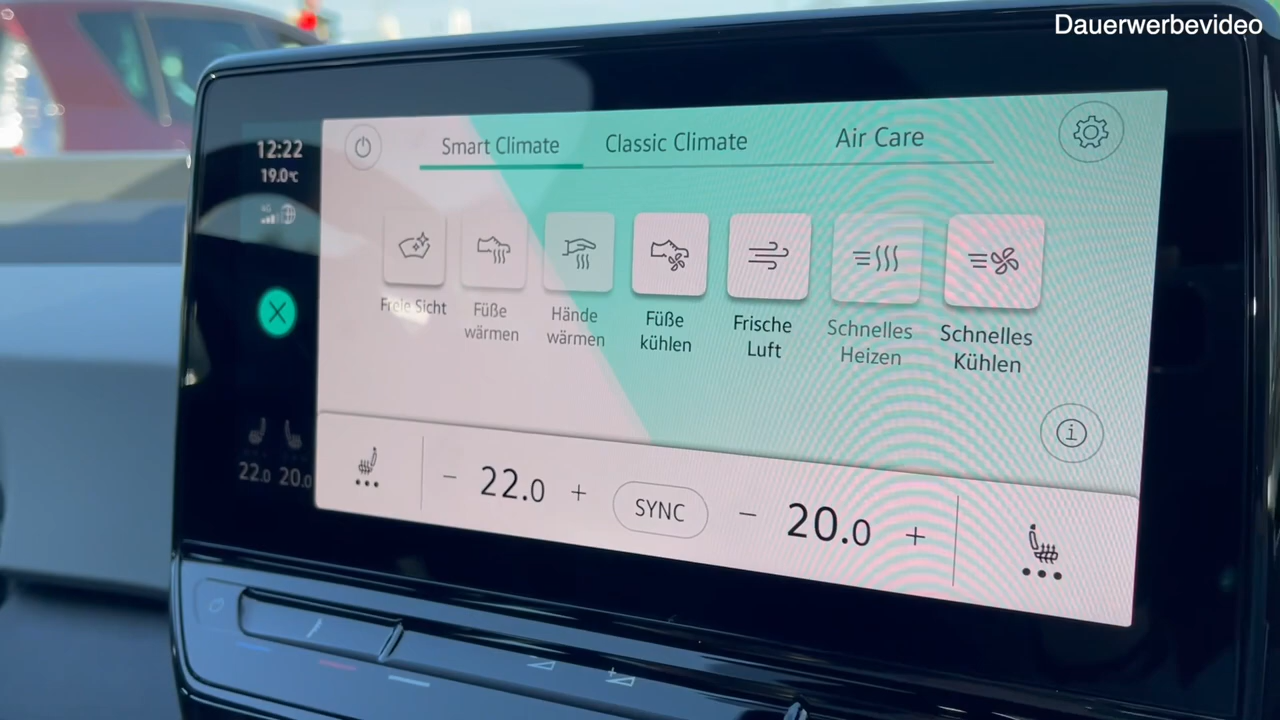 Dauerwerbevideo
12:22
19.0°C
4G
Smart Climate
Classic Climate
Air Care
Freie Sicht
Füße
wärmen
Hände
wärmen
Füße
kühlen
Frische
Luft
Schnelles
Heizen
Schnelles
Kühlen
22.0 20.0
− 22.0 +
SYNC
− 20.0 +